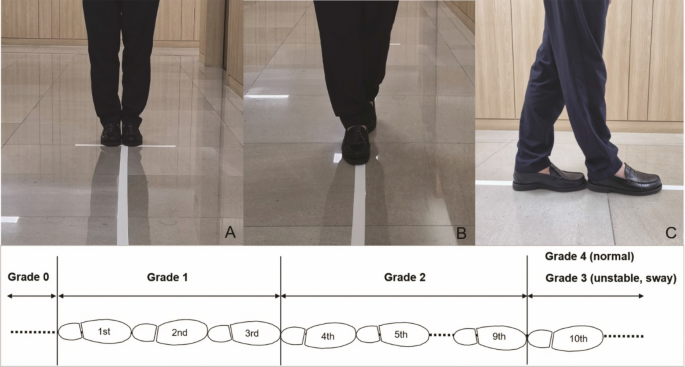 A
B
C
Grade 4 (normal)
Grade 0
Grade 1
Grade 2
Grade 3 (unstable, sway)
1st
2nd
3rd
4th
5th
9th
10th